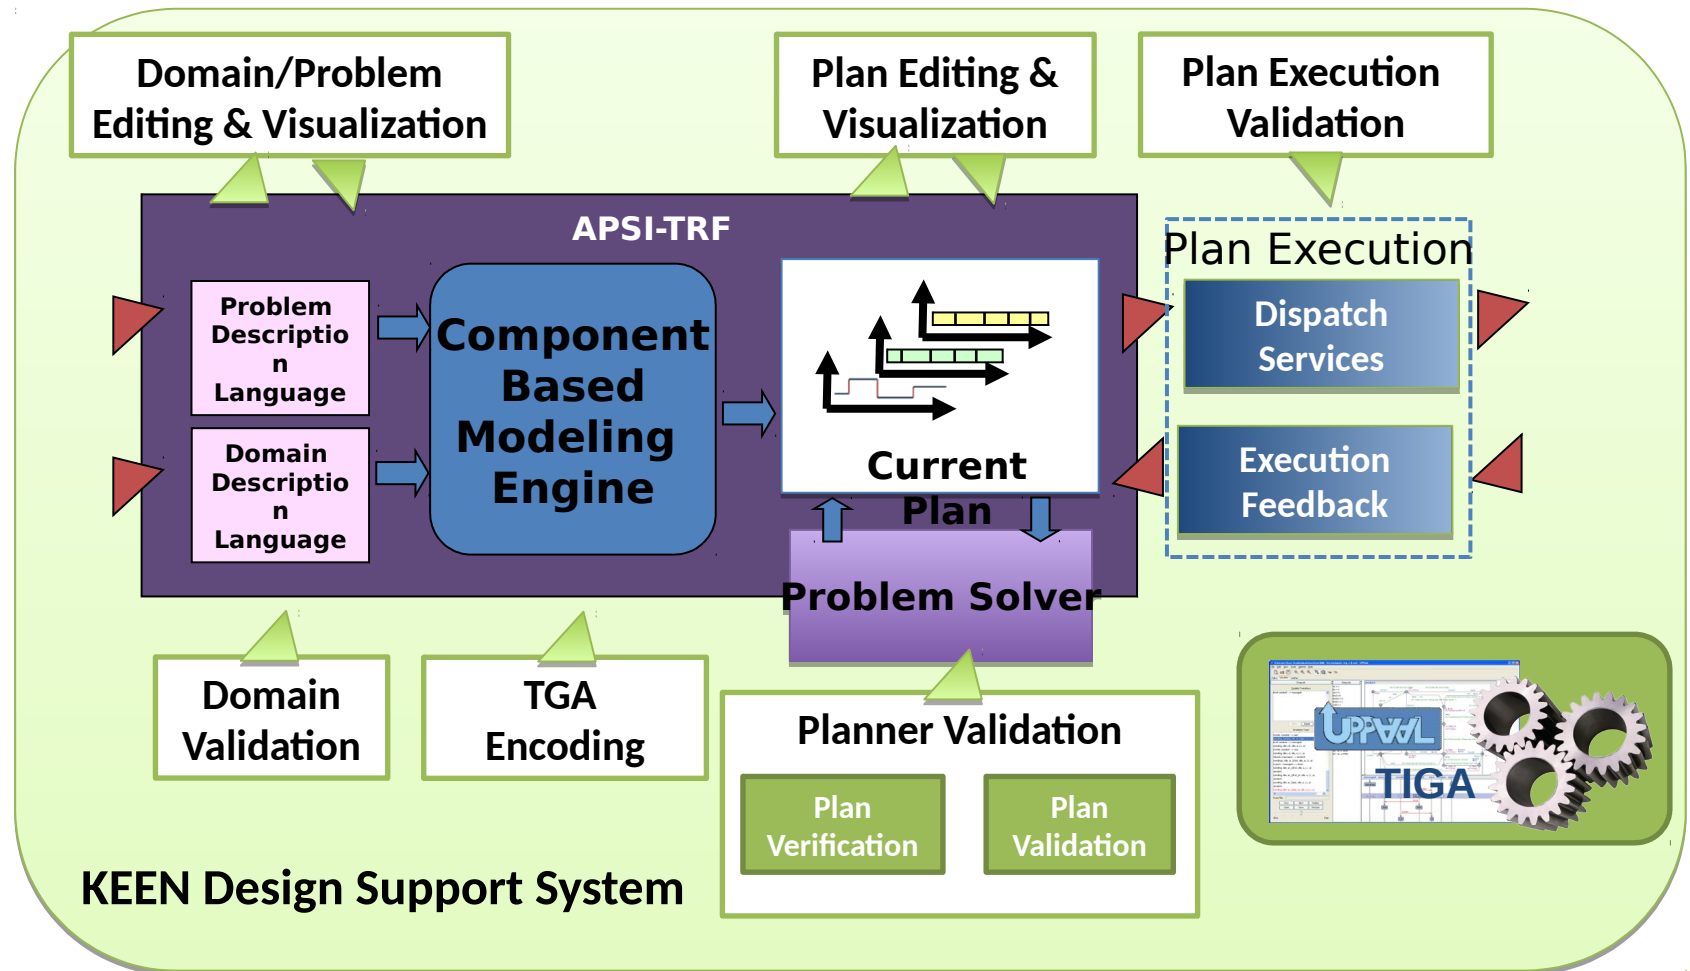 Domain/Problem
Editing & Visualization
Plan Editing &
Visualization
Plan Execution
Validation
APSI-TRF
Problem
Descriptio
n
Language
Domain
Descriptio
n
Language
Component
Based
Modeling
Engine
Current
Plan
Problem Solver
Plan Execution
Dispatch
Services
Execution
Feedback
Domain
Validation
TGA
Encoding
Planner Validation
Plan
Verification
Plan
Validation
UPPAAL
TIGA
KEEN Design Support System